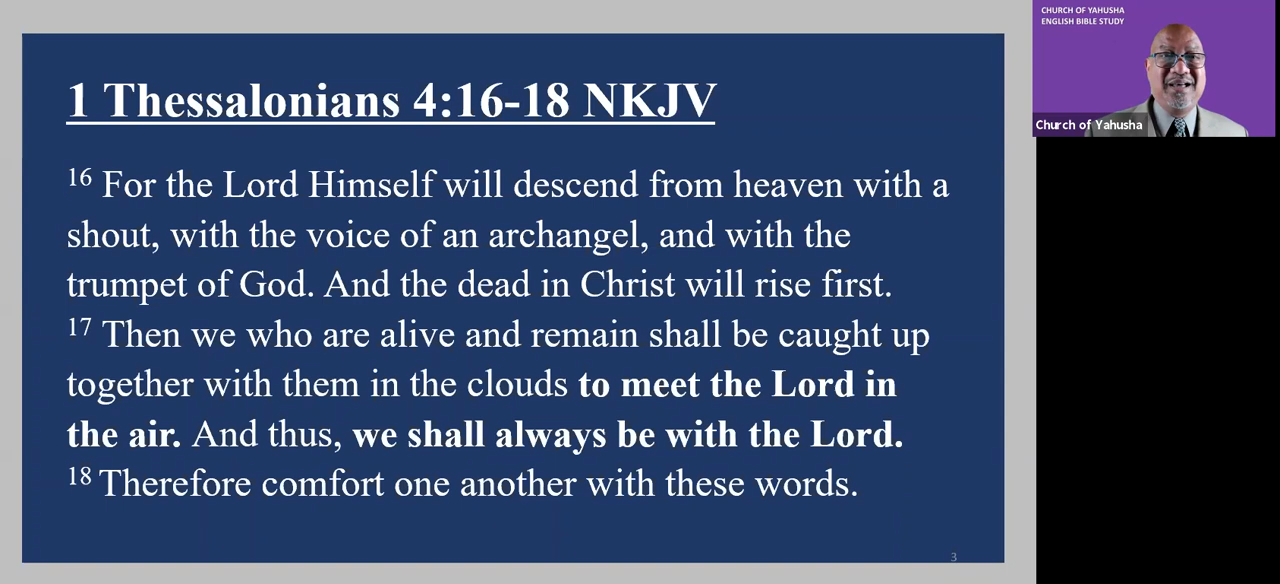 1 Thessalonians 4:16-18 NKJV
16 For the Lord Himself will descend from heaven with a
shout, with the voice of an archangel, and with the
trumpet of God. And the dead in Christ will rise first.
17 Then we who are alive and remain shall be caught up
together with them in the clouds to meet the Lord in
the air. And thus, we shall always be with the Lord.
18 Therefore comfort one another with these words.
3
CHURCH OF YAHUSHA
ENGLISH BIBLE STUDY
Church of Yahusha